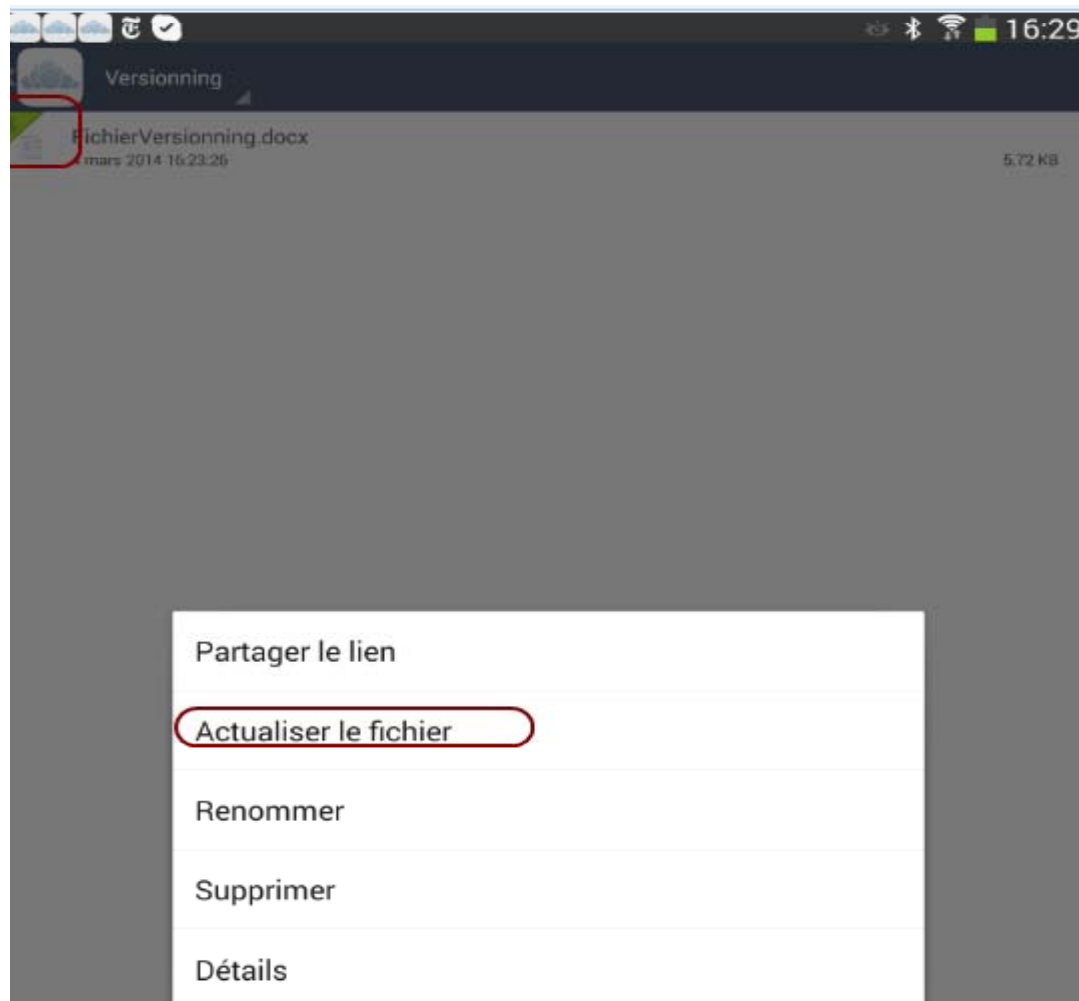 16:29
Versionning
FichierVersionning.docx
mars 2014 16:23:26
5,72 KB
Partager le lien
Actualiser le fichier
Renommer
Supprimer
Détails